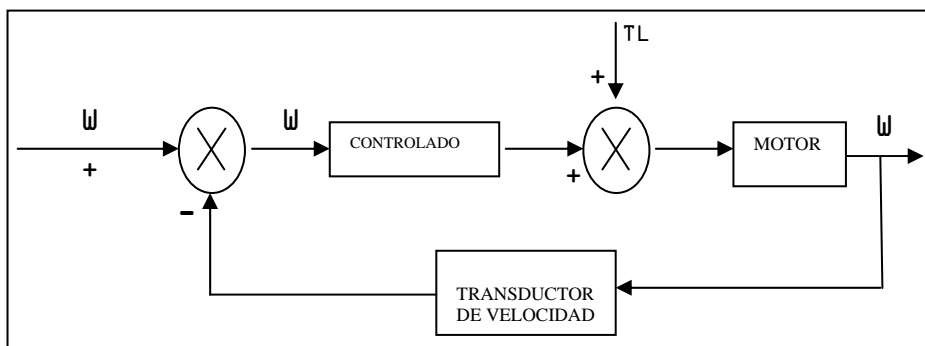 TL
+
W
W
W
CONTROLADO
MOTOR
+
+
-
TRANSDUCTOR
DE VELOCIDAD